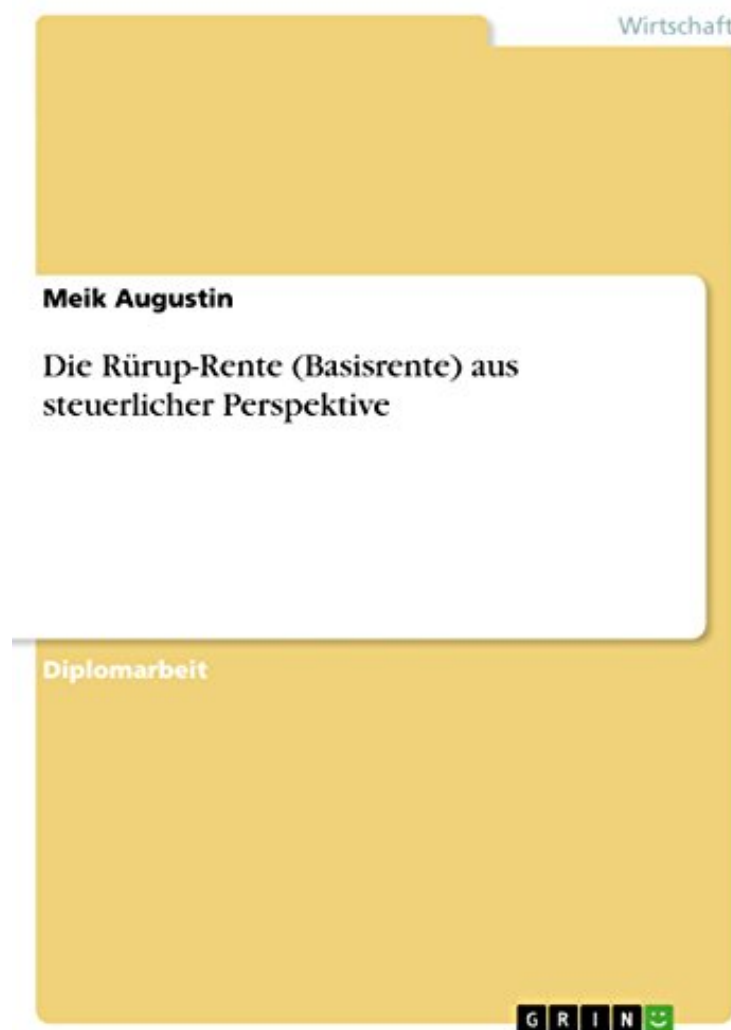 Wirtschaft
Meik Augustin
Die Rürup-Rente (Basisrente) aus
steuerlicher Perspektive
Diplomarbeit
GRIN